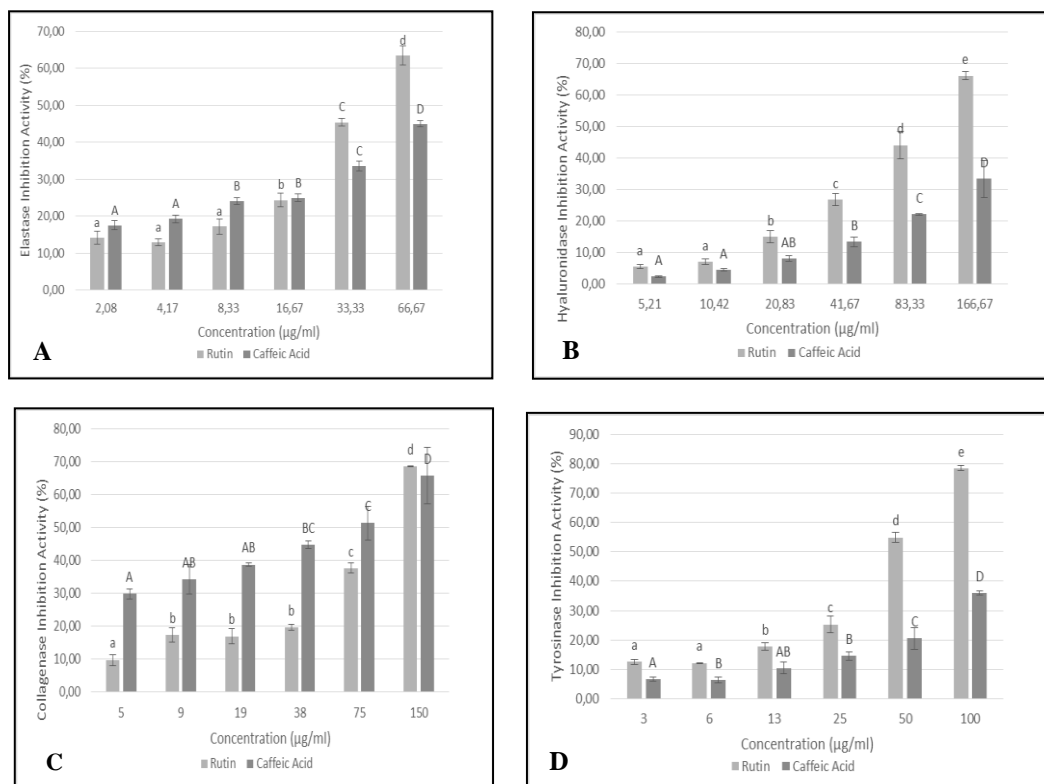 70,00
60,00
50,00
40,00
30,00
20,00
10,00
0,00
Elastase Inhibition Activity (%)
a A a A a B b B C C d D
2,08 4,17 8,33 16,67 33,33 66,67
Concentration (µg/ml)
Rutin Caffeic Acid
A
80,00
70,00
60,00
50,00
40,00
30,00
20,00
10,00
0,00
Hyaluronidase Inhibition Activity (%)
a A a A b AB c B d C e D
5,21 10,42 20,83 41,67 83,33 166,67
Concentration (µg/ml)
Rutin Caffeic Acid
B
80,00
70,00
60,00
50,00
40,00
30,00
20,00
10,00
0,00
Collagenase Inhibition Activity (%)
a A b AB b AB b BC c C d D
5 9 19 38 75 150
Concentration (µg/ml)
Rutin Caffeic Acid
C
90,00
80,00
70,00
60,00
50,00
40,00
30,00
20,00
10,00
0,00
Tyrosinase Inhibition Activity (%)
a A a B b AB c B d C e D
3 6 13 25 50 100
Concentration (µg/ml)
Rutin Caffeic Acid
D